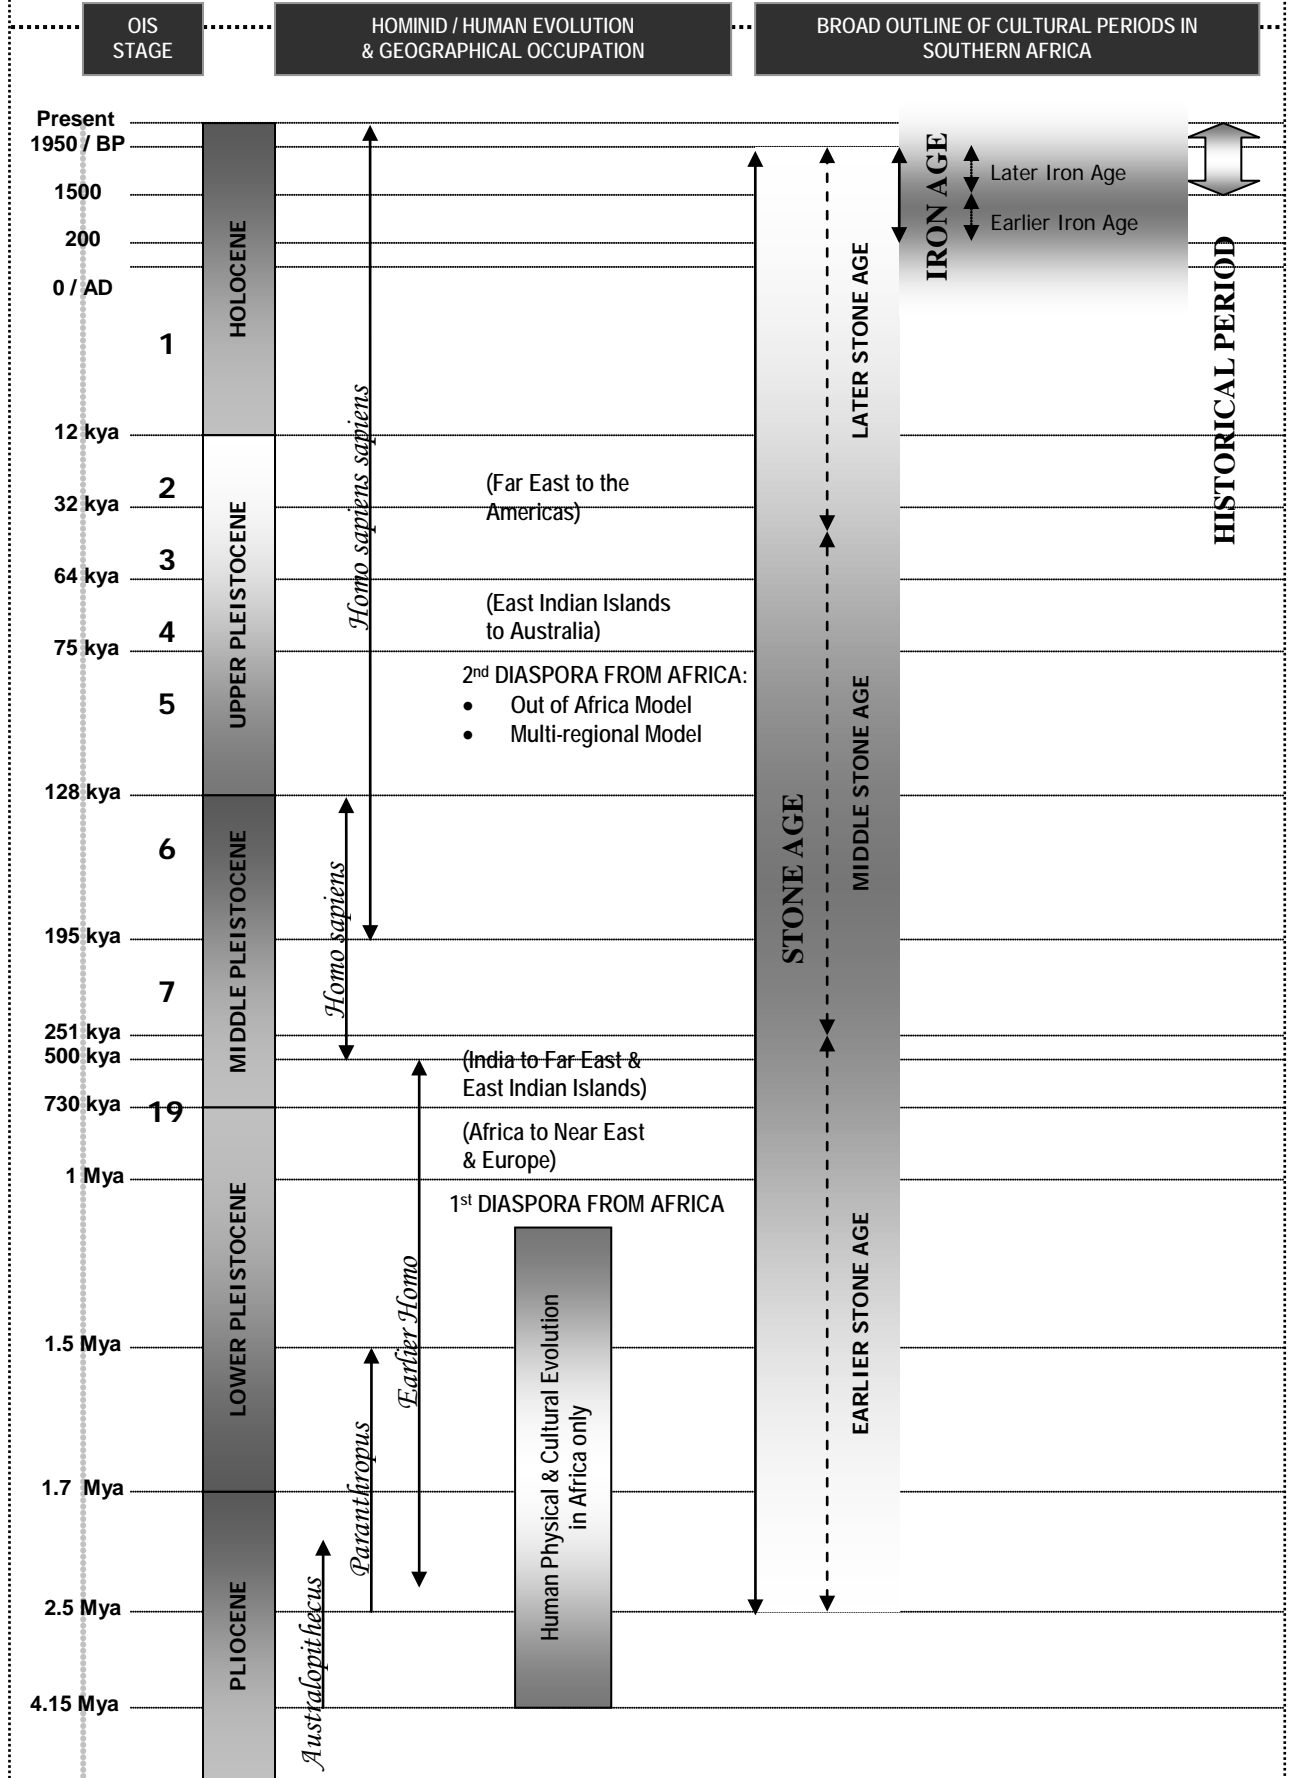 OIS
STAGE
HOMINID / HUMAN EVOLUTION
& GEOGRAPHICAL OCCUPATION
BROAD OUTLINE OF CULTURAL PERIODS IN
SOUTHERN AFRICA
Present
1950 / BP
1500
200
0 / AD
12 kya
32 kya
64 kya
75 kya
128 kya
195 kya
251 kya
500 kya
730 kya
1 Mya
1.5 Mya
1.7 Mya
2.5 Mya
4.15 Mya
1
2
3
4
5
6
7
19
HOLOCENE
UPPER PLEISTOCENE
MIDDLE PLEISTOCENE
LOWER PLEISTOCENE
PLIOCENE
Homo sapiens sapiens
Homo sapiens
Earlier Homo
Paranthropus
Australopithecus
(Far East to the
Americas)
(East Indian Islands
to Australia)
2nd DIASPORA FROM AFRICA:
• Out of Africa Model
• Multi-regional Model
(India to Far East &
East Indian Islands)
(Africa to Near East
& Europe)
1st DIASPORA FROM AFRICA
Human Physical & Cultural Evolution
in Africa only
STONE AGE
LATER STONE AGE
MIDDLE STONE AGE
EARLIER STONE AGE
IRON AGE
Later Iron Age
Earlier Iron Age
HISTORICAL PERIOD